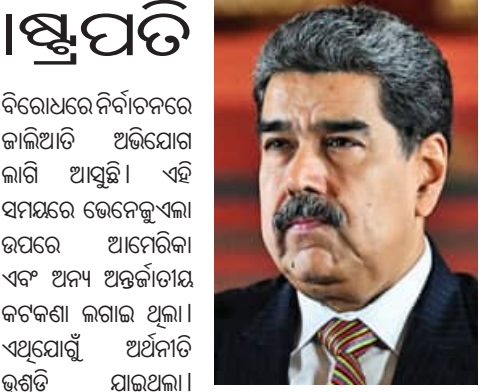 ାଷ୍ଟ୍ରପତି
ବିରୋଧରେ ନିର୍ବାଚନରେ
ଜାଲିଆତି ଅଭିଯୋଗ
ଲାଗି ଆସୁଛି। ଏହି
ସମୟରେ ଭେନେଜୁଏଲା
ଉପରେ ଆମେରିକା
ଏବଂ ଅନ୍ୟ ଅନ୍ତର୍ଜାତୀୟ
କଟକଣା ଲଗାଇ ଥିଲା।
ଏଥିଯୋଗୁଁ ଅର୍ଥନୀତି
ଭୁଶୁଡ଼ି ଯାଇଥିଲା।